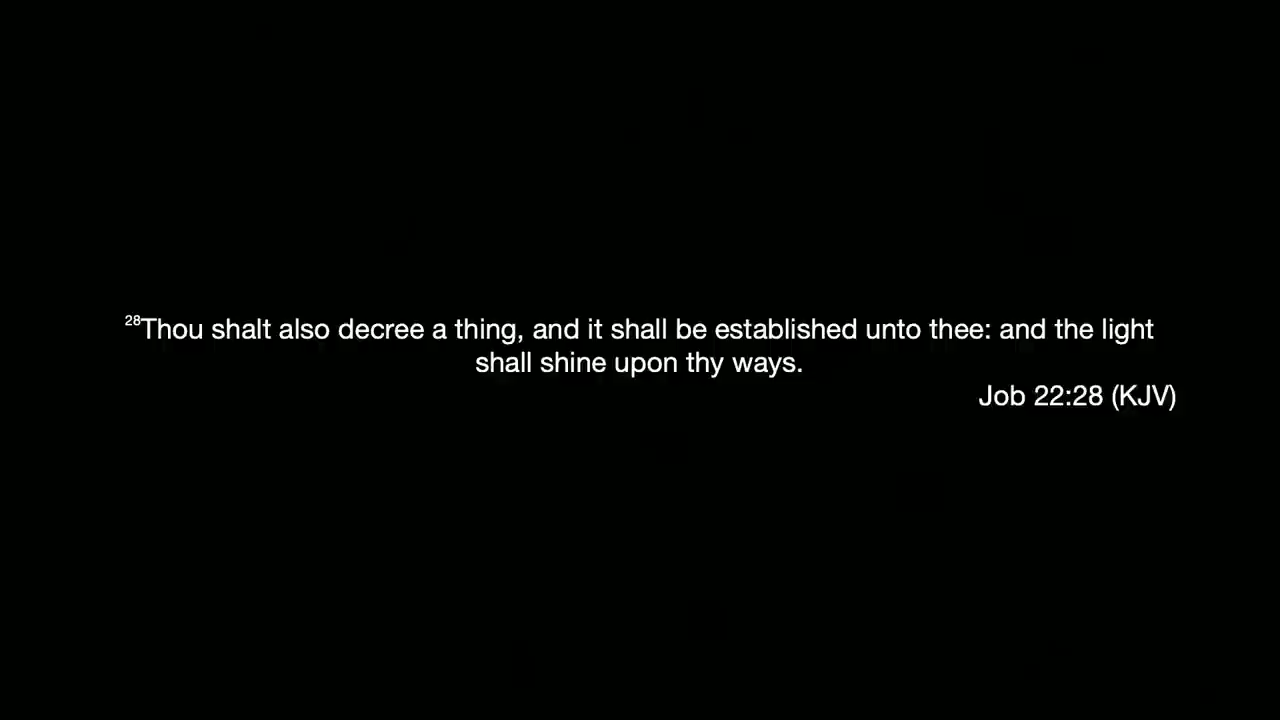 28Thou shalt also decree a thing, and it shall be established unto thee: and the light
shall shine upon thy ways.
Job 22:28 (KJV)